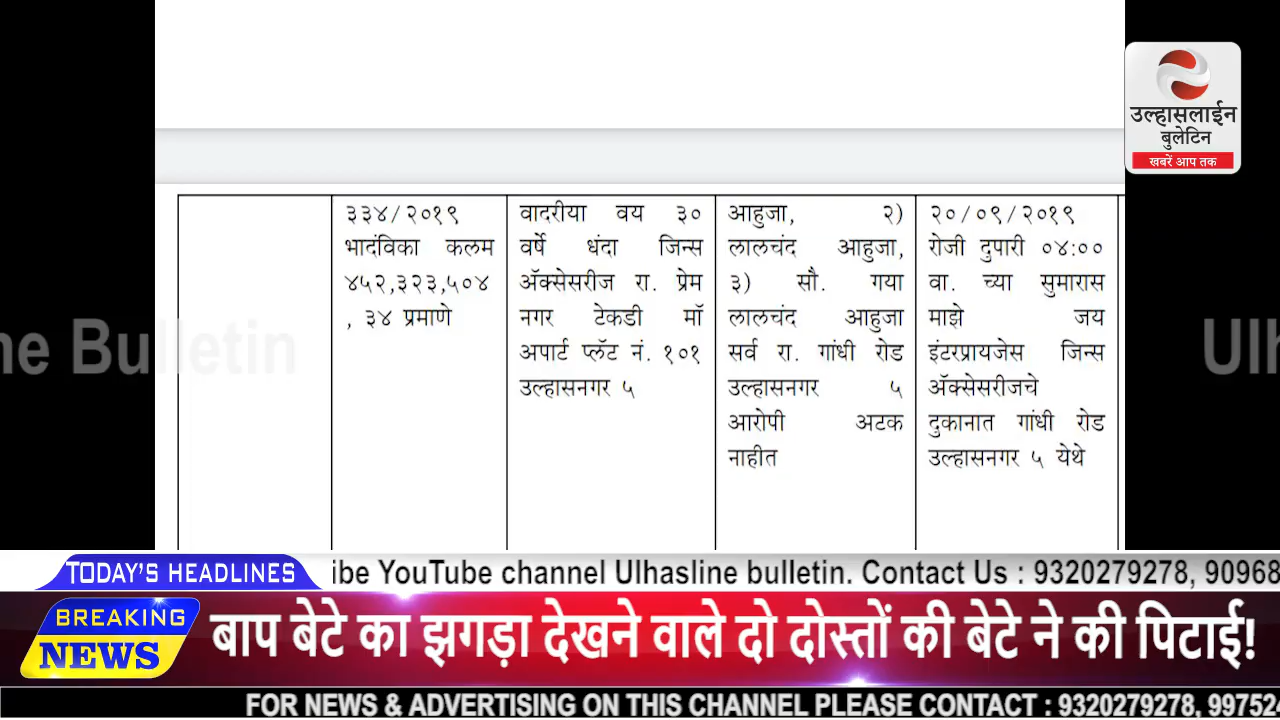 उल्हासलाईन
बुलेटिन
खबरें आप तक
३३४/२०१९
भादंविका कलम
४५२,३२३,५०४
, ३४ प्रमाणे
वादरीया वय ३०
वर्षे धंदा जिन्स
ॲक्सेसरीज रा. प्रेम
नगर टेकडी मॉ
अपार्ट प्लॅट नं. १०१
उल्हासनगर ५
आहुजा, २)
लालचंद आहुजा,
३) सौ. गया
लालचंद आहुजा
सर्व रा. गांधी रोड
उल्हासनगर ५
आरोपी अटक
नाहीत
२०/०९/२०१९
रोजी दुपारी ०४:००
वा. च्या सुमारास
माझे जय
इंटरप्रायजेस जिन्स
ॲक्सेसरीजचे
दुकानात गांधी रोड
उल्हासनगर ५ येथे
ne Bulletin
Ulh
TODAY'S HEADLINES
ibe YouTube channel Ulhasline bulletin. Contact Us : 9320279278, 90968
BREAKING
NEWS
बाप बेटे का झगड़ा देखने वाले दो दोस्तों की बेटे ने की पिटाई!
FOR NEWS & ADVERTISING ON THIS CHANNEL PLEASE CONTACT : 9320279278, 99752